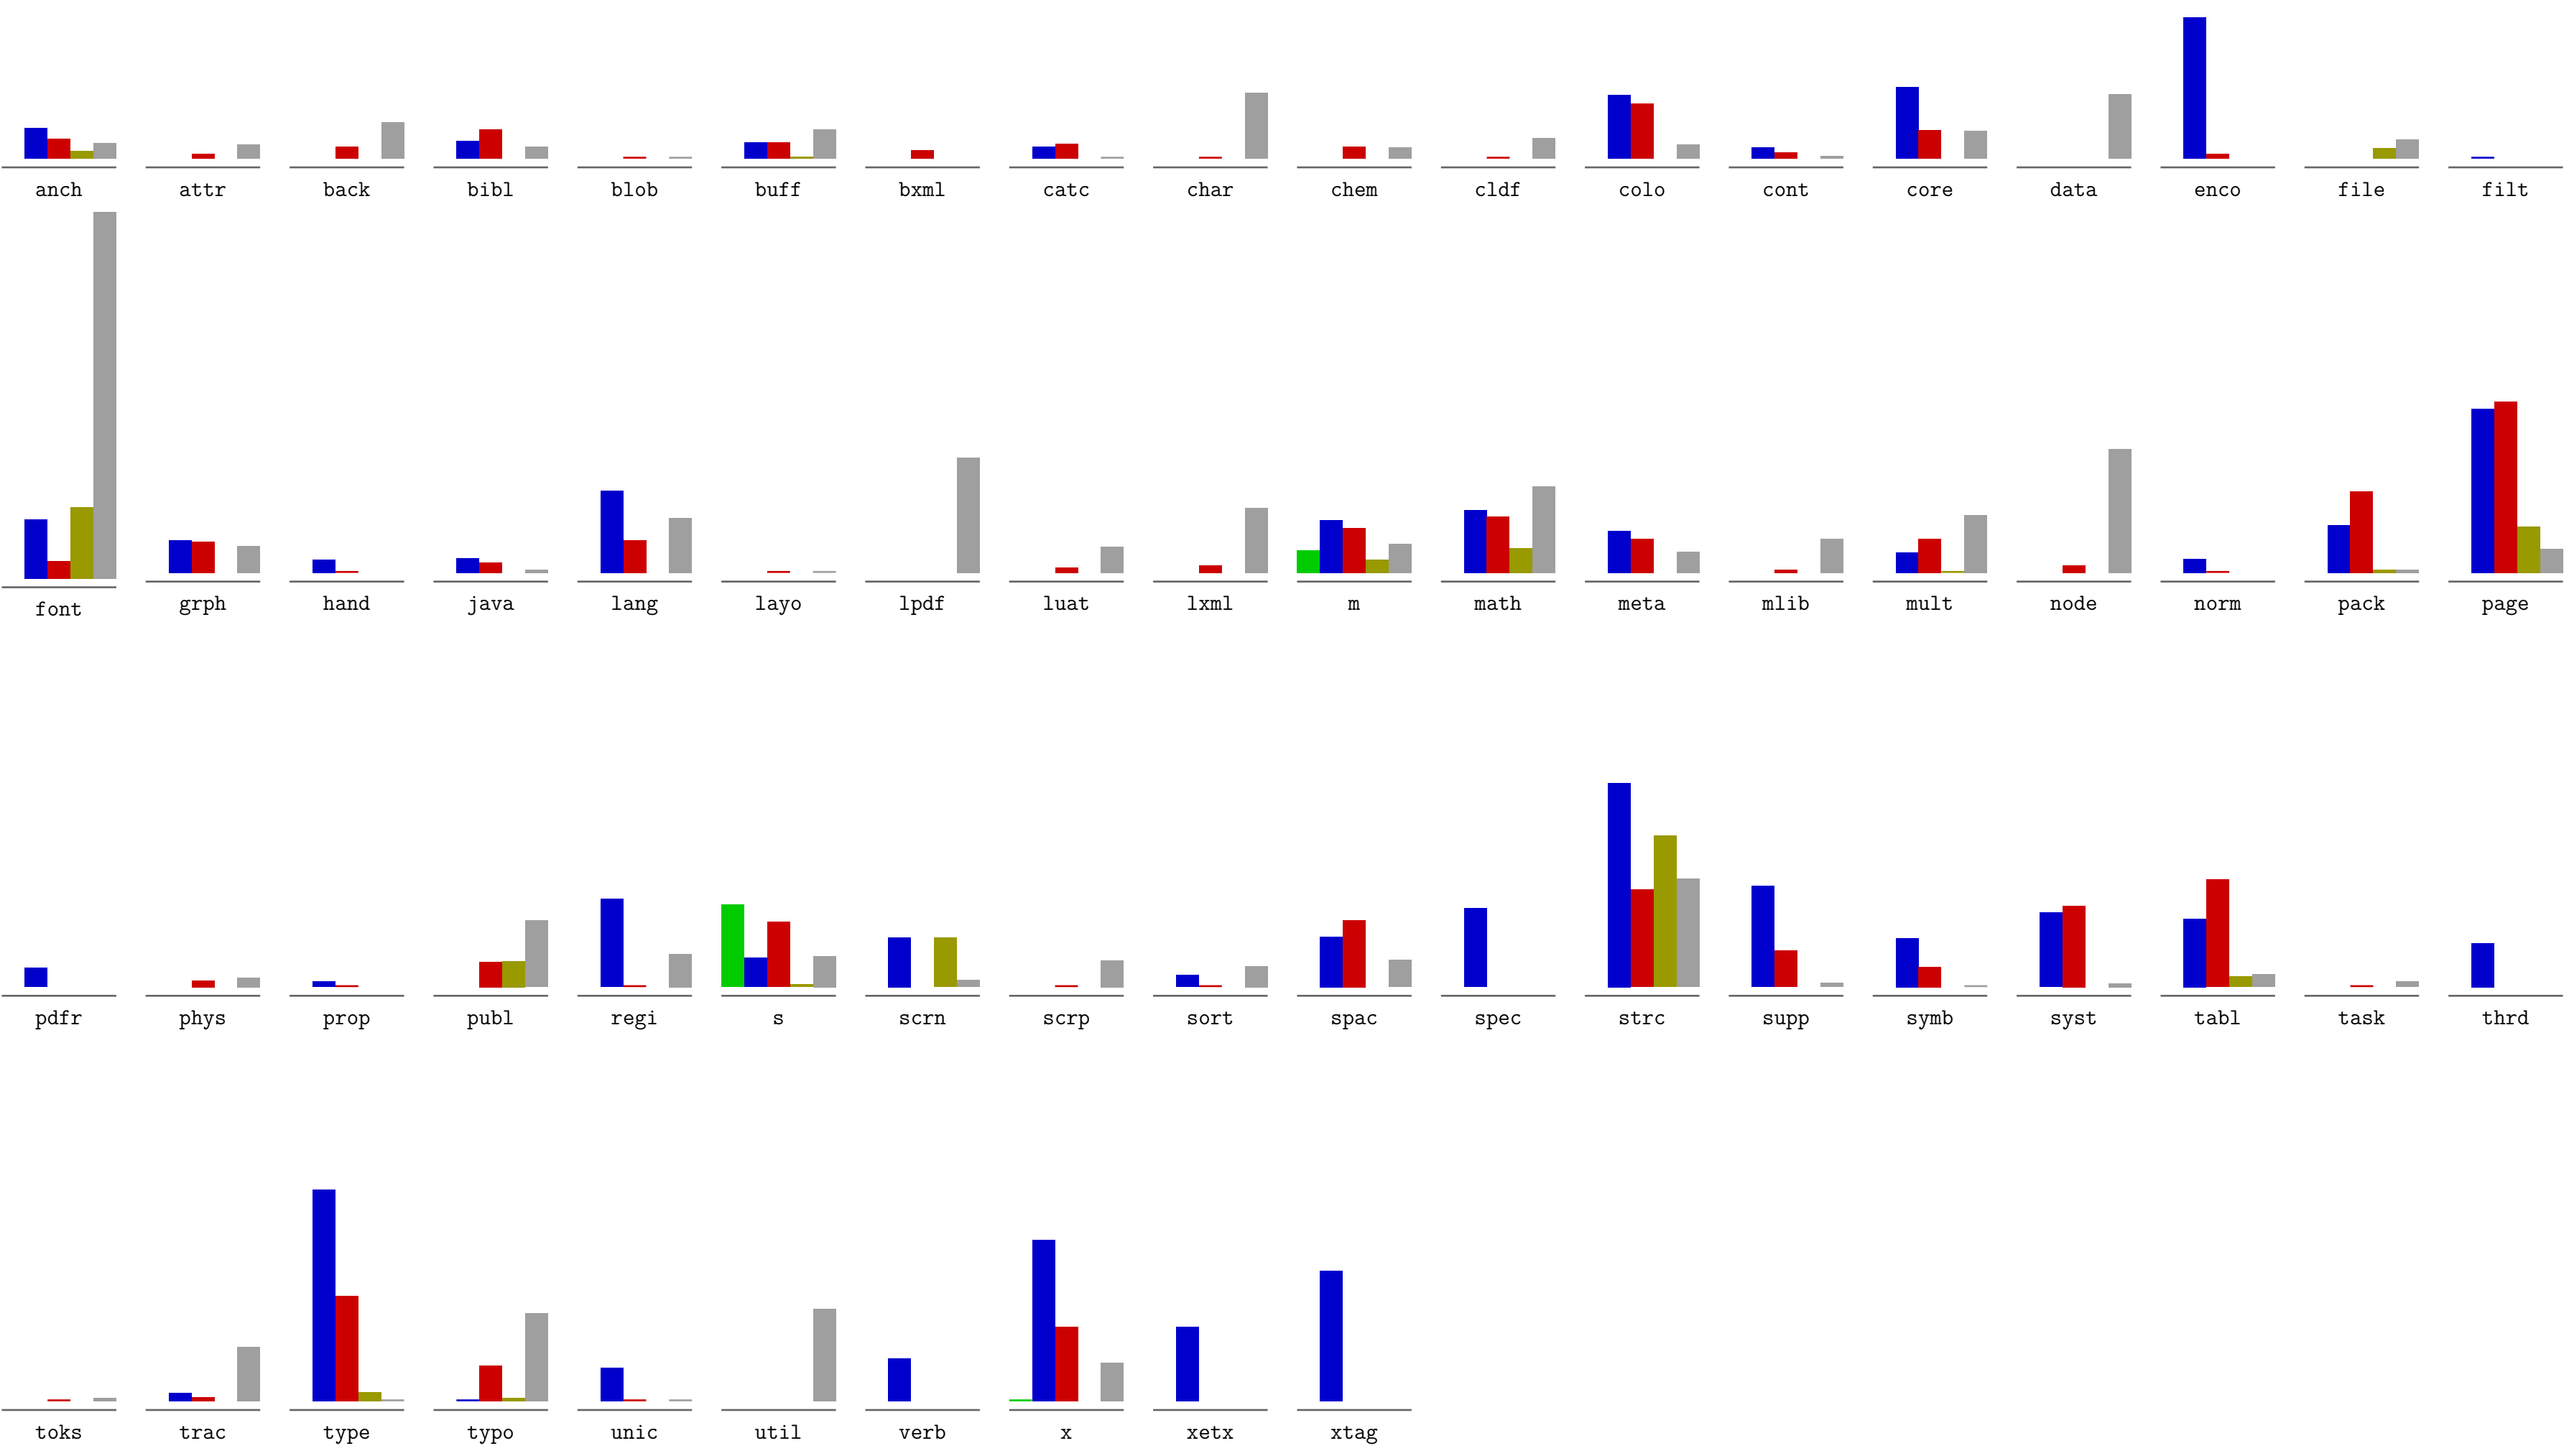 anch attr back bibl blob buff bxml catc char chem cldf colo cont core data enco file filt
font grph hand java lang layo lpdf luat lxml m math meta mlib mult node norm pack page
pdfr phys prop publ regi s scrn scrp sort spac spec strc supp symb syst tabl task thrd
toks trac type typo unic util verb x xetx xtag